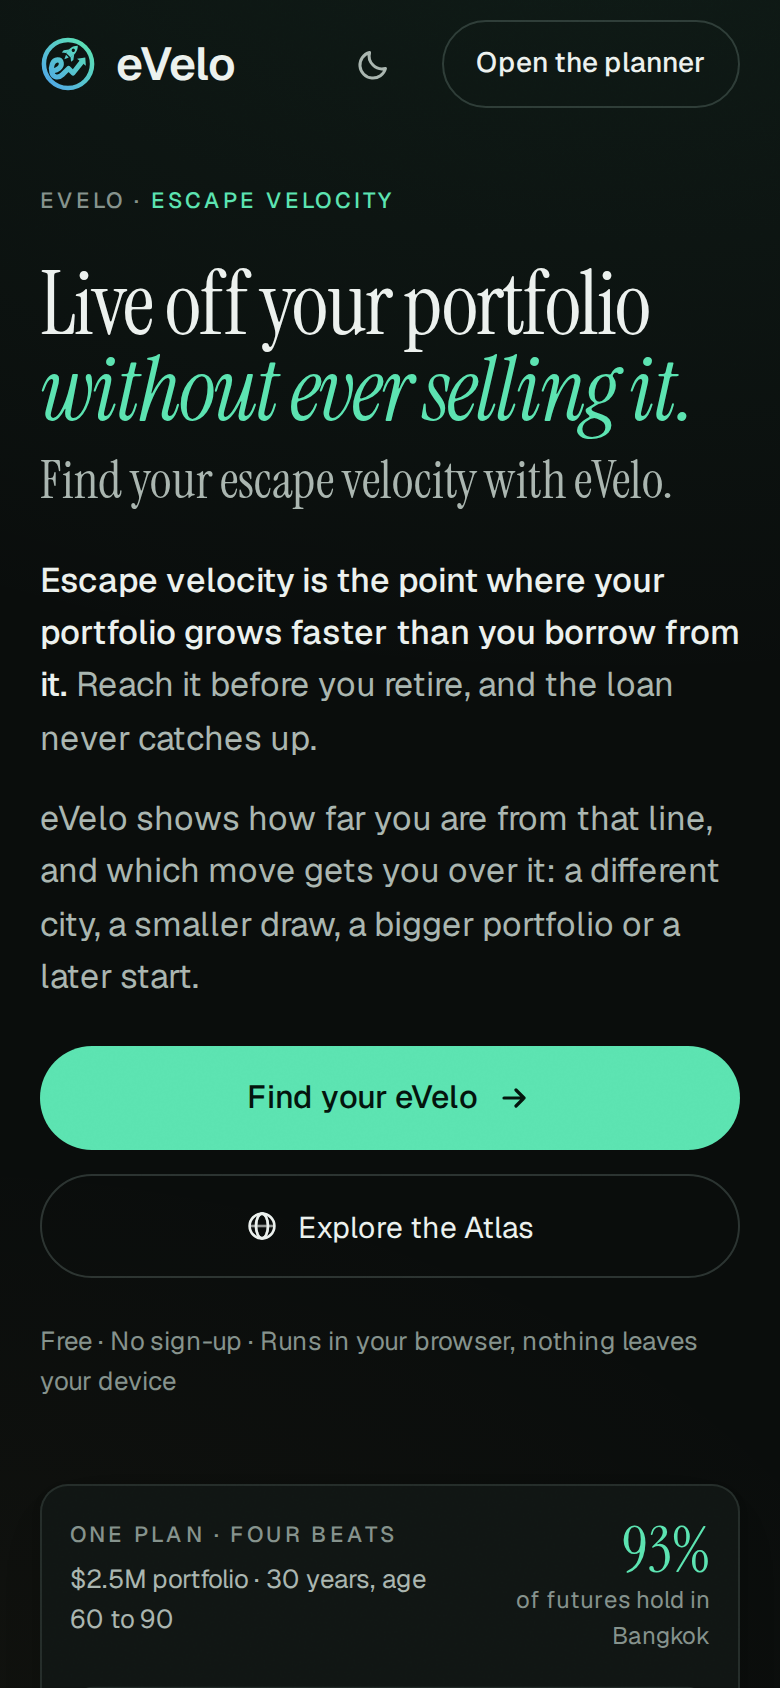 eVelo
Open the planner
EVELO · ESCAPE VELOCITY
Live off your portfolio
without ever selling it.
Find your escape velocity with eVelo.
Escape velocity is the point where your
portfolio grows faster than you borrow from
it. Reach it before you retire, and the loan
never catches up.
eVelo shows how far you are from that line,
and which move gets you over it: a different
city, a smaller draw, a bigger portfolio or a
later start.
Find your eVelo →
Explore the Atlas
Free · No sign-up · Runs in your browser, nothing leaves
your device
ONE PLAN · FOUR BEATS
$2.5M portfolio · 30 years, age
60 to 90
93%
of futures hold in
Bangkok